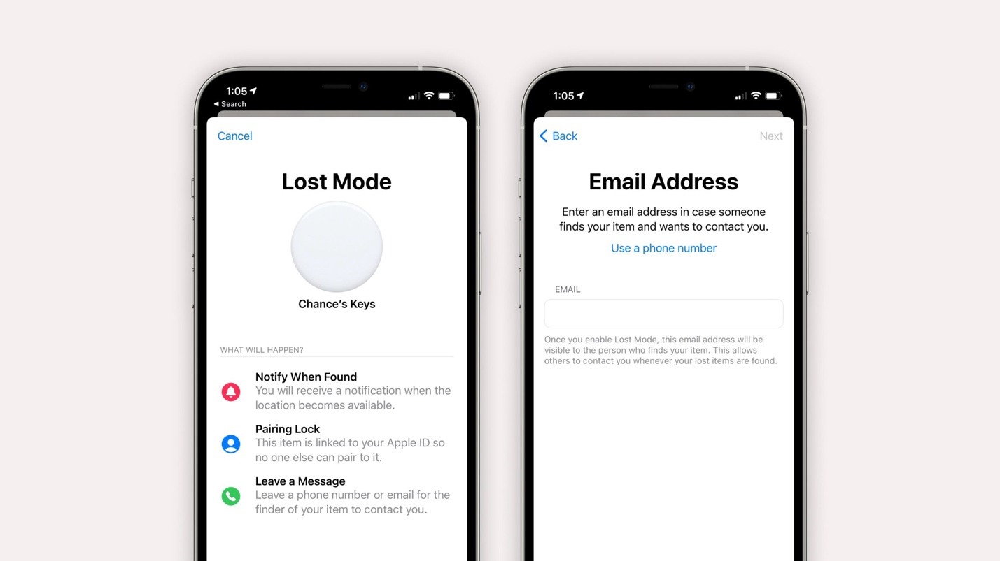 1:05
◀ Search
Cancel
Lost Mode
Chance’s Keys
WHAT WILL HAPPEN?
Notify When Found
You will receive a notification when the
location becomes available.
Pairing Lock
This item is linked to your Apple ID so
no one else can pair to it.
Leave a Message
Leave a phone number or email for the
finder of your item to contact you.
1:05
Back
Next
Email Address
Enter an email address in case someone
finds your item and wants to contact you.
Use a phone number
EMAIL
Once you enable Lost Mode, this email address will be
visible to the person who finds your item. This allows
others to contact you whenever your lost items are found.